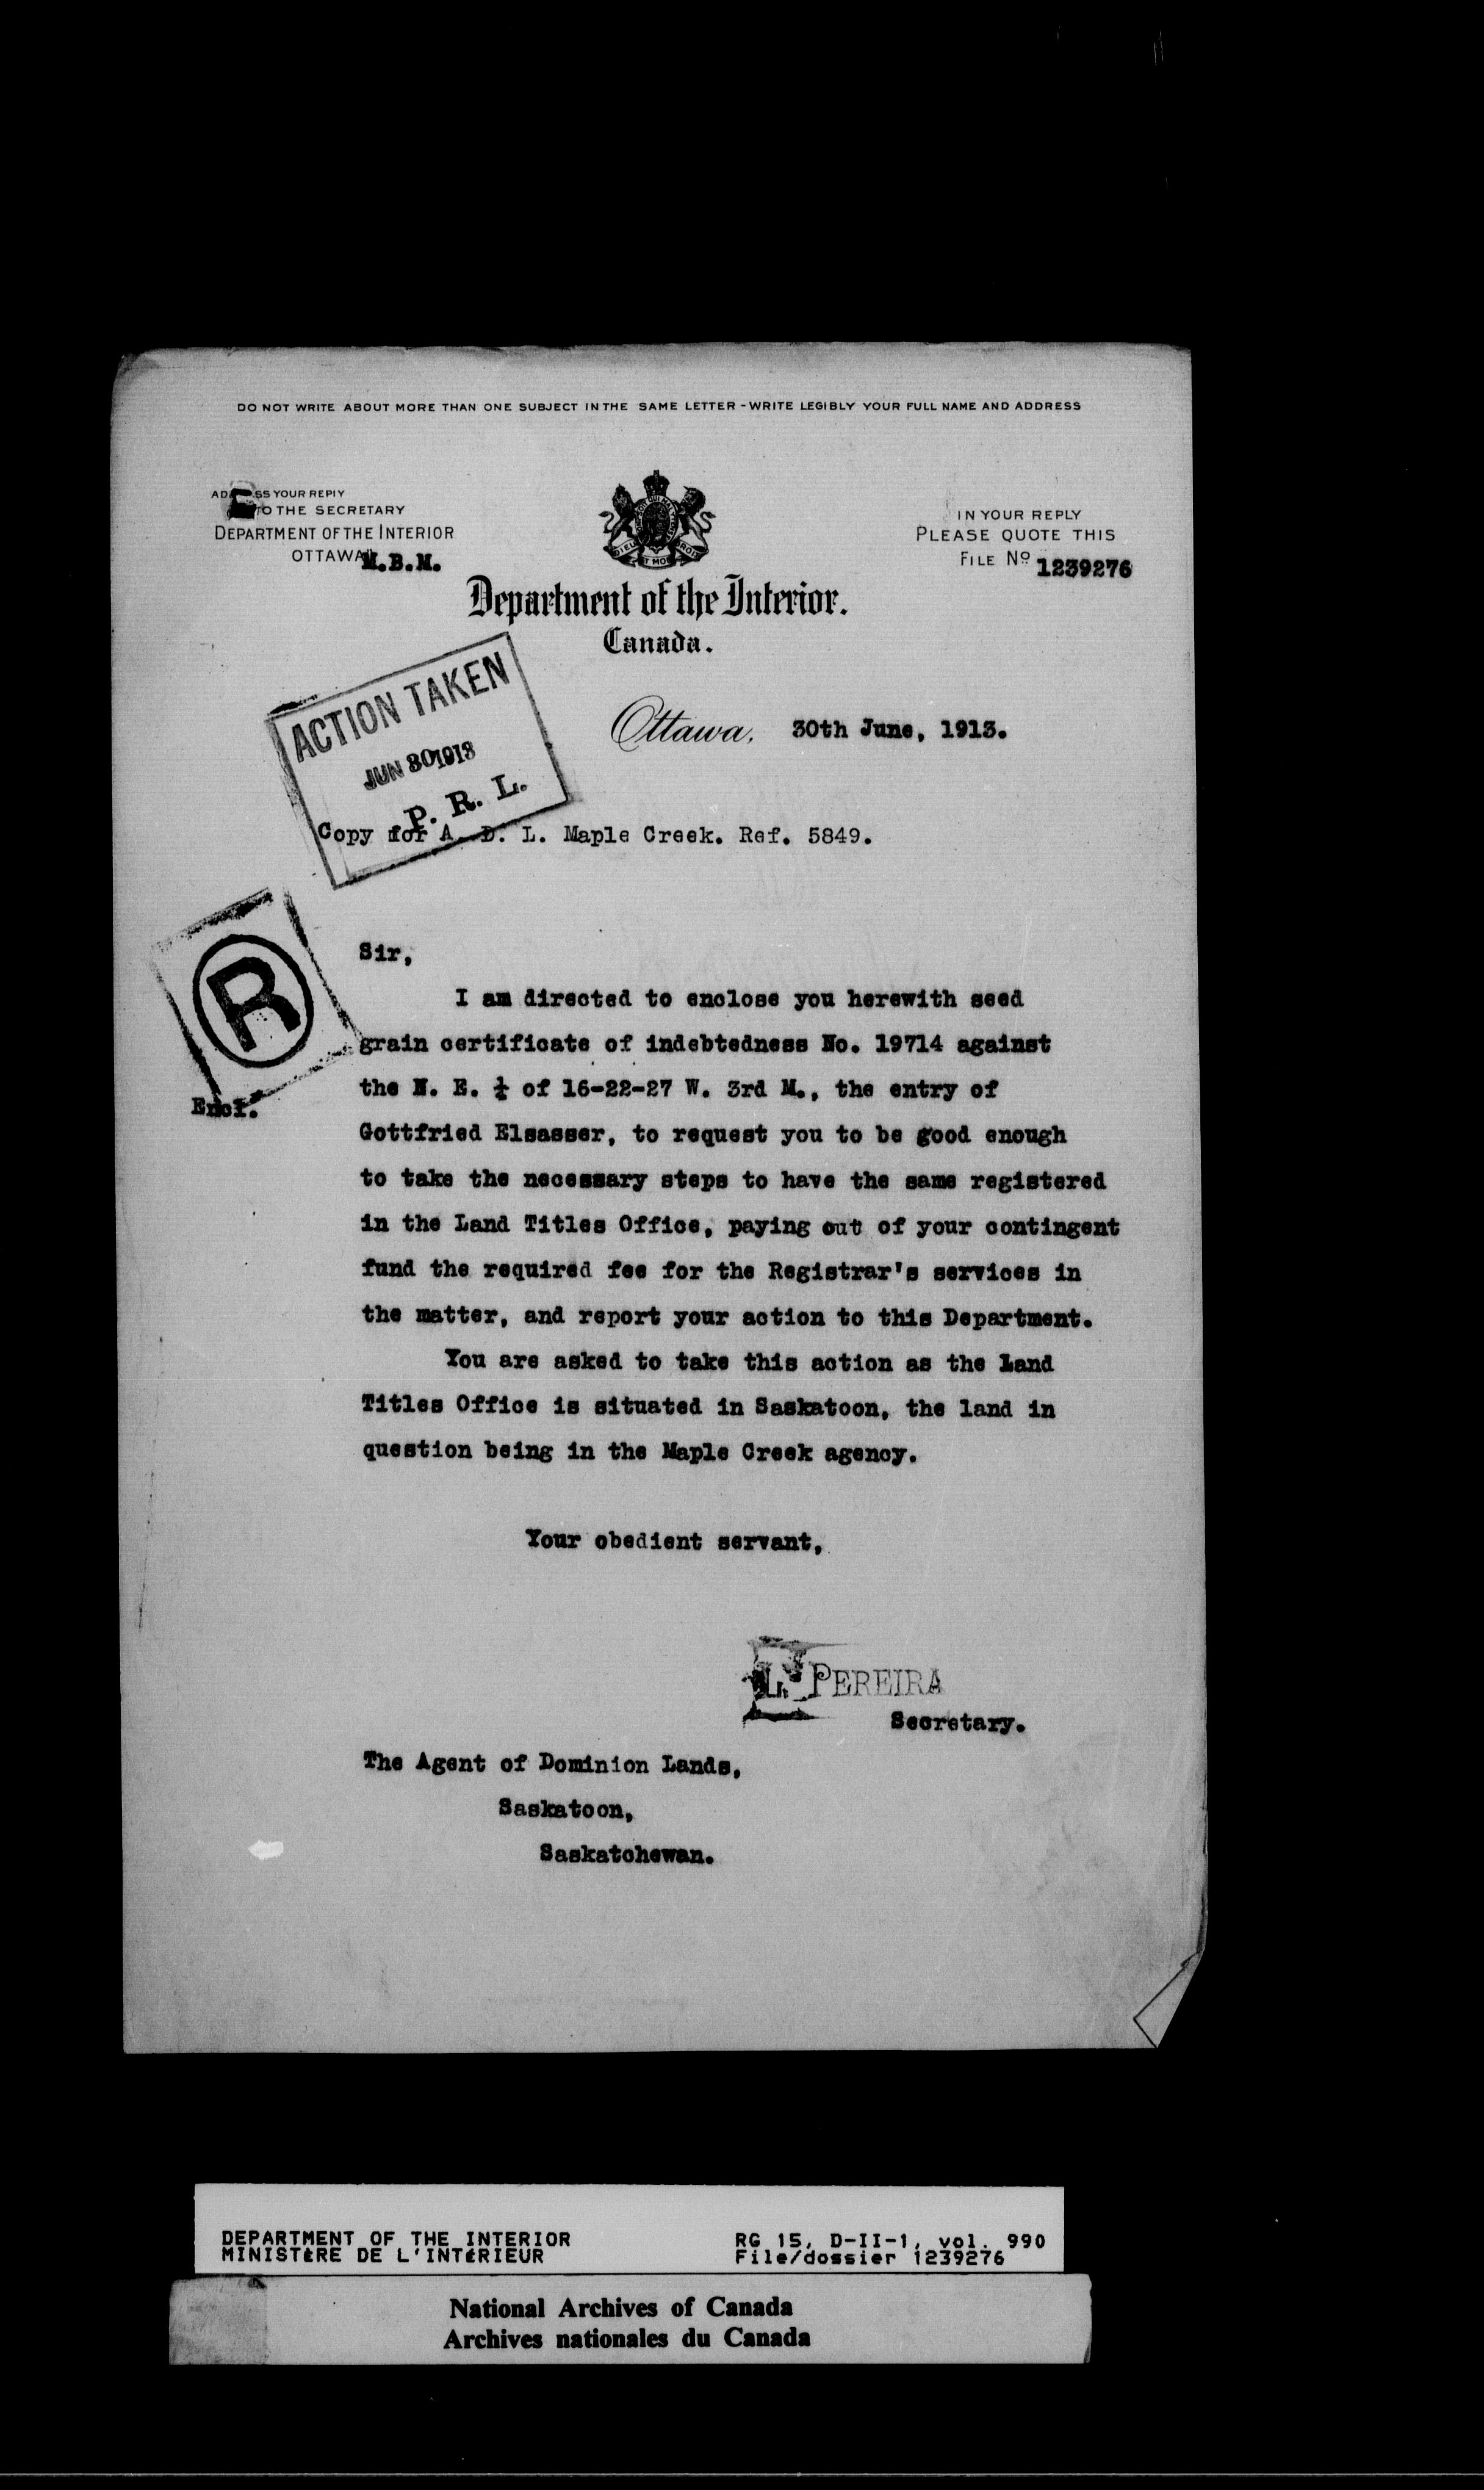 DO NOT WRITE ABOUT MORE THAN ONE SUBJECT IN THE SAME LETTER - WRITE LEGIBLY YOUR FULL NAME AND ADDRESS
SS YOUR REPLY
TO THE SECRETARY
DEPARTMENT OF THE INTERIOR
OTTAWA
M.B.M.
IN YOUR REPLY
PLEASE QUOTE THIS
FILE No 1239276
Department of the Interior.
Canada.
ACTION TAKEN
JUN 30 1913
P. R. L.
Ottawa, 30th June, 1913.
Copy for A. D. L. Maple Creek. Ref. 5849.
R
Encl.
Sir,
I am directed to enclose you herewith seed
grain certificate of indebtedness No. 19714 against
the N. E. ¼ of 16-22-27 W. 3rd M., the entry of
Gottfried Elsasser, to request you to be good enough
to take the necessary steps to have the same registered
in the Land Titles Office, paying out of your contingent
fund the required fee for the Registrar's services in
the matter, and report your action to this Department.
You are asked to take this action as the Land
Titles Office is situated in Saskatoon, the land in
question being in the Maple Creek agency.
Your obedient servant,
L. PEREIRA
Secretary.
The Agent of Dominion Lands,
Saskatoon,
Saskatchewan.
DEPARTMENT OF THE INTERIOR
MINISTÈRE DE L'INTÉRIEUR
RG 15, D-II-1, vol. 990
File/dossier 1239276
National Archives of Canada
Archives nationales du Canada